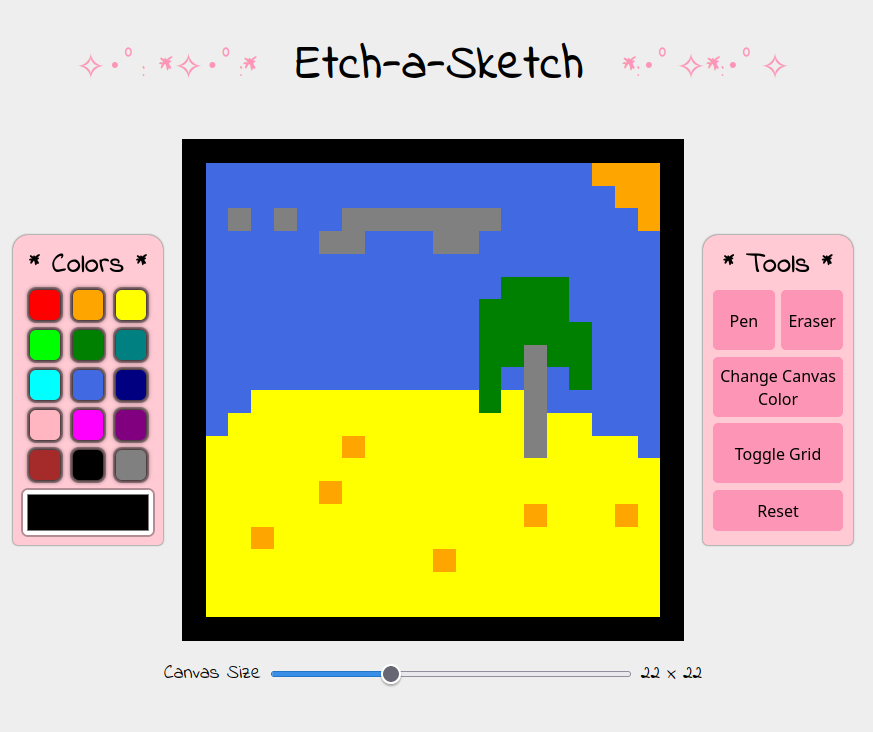 Etch-a-Sketch
Colors
Tools
Pen
Eraser
Change Canvas
Color
Toggle Grid
Reset
Canvas Size
22 x 22